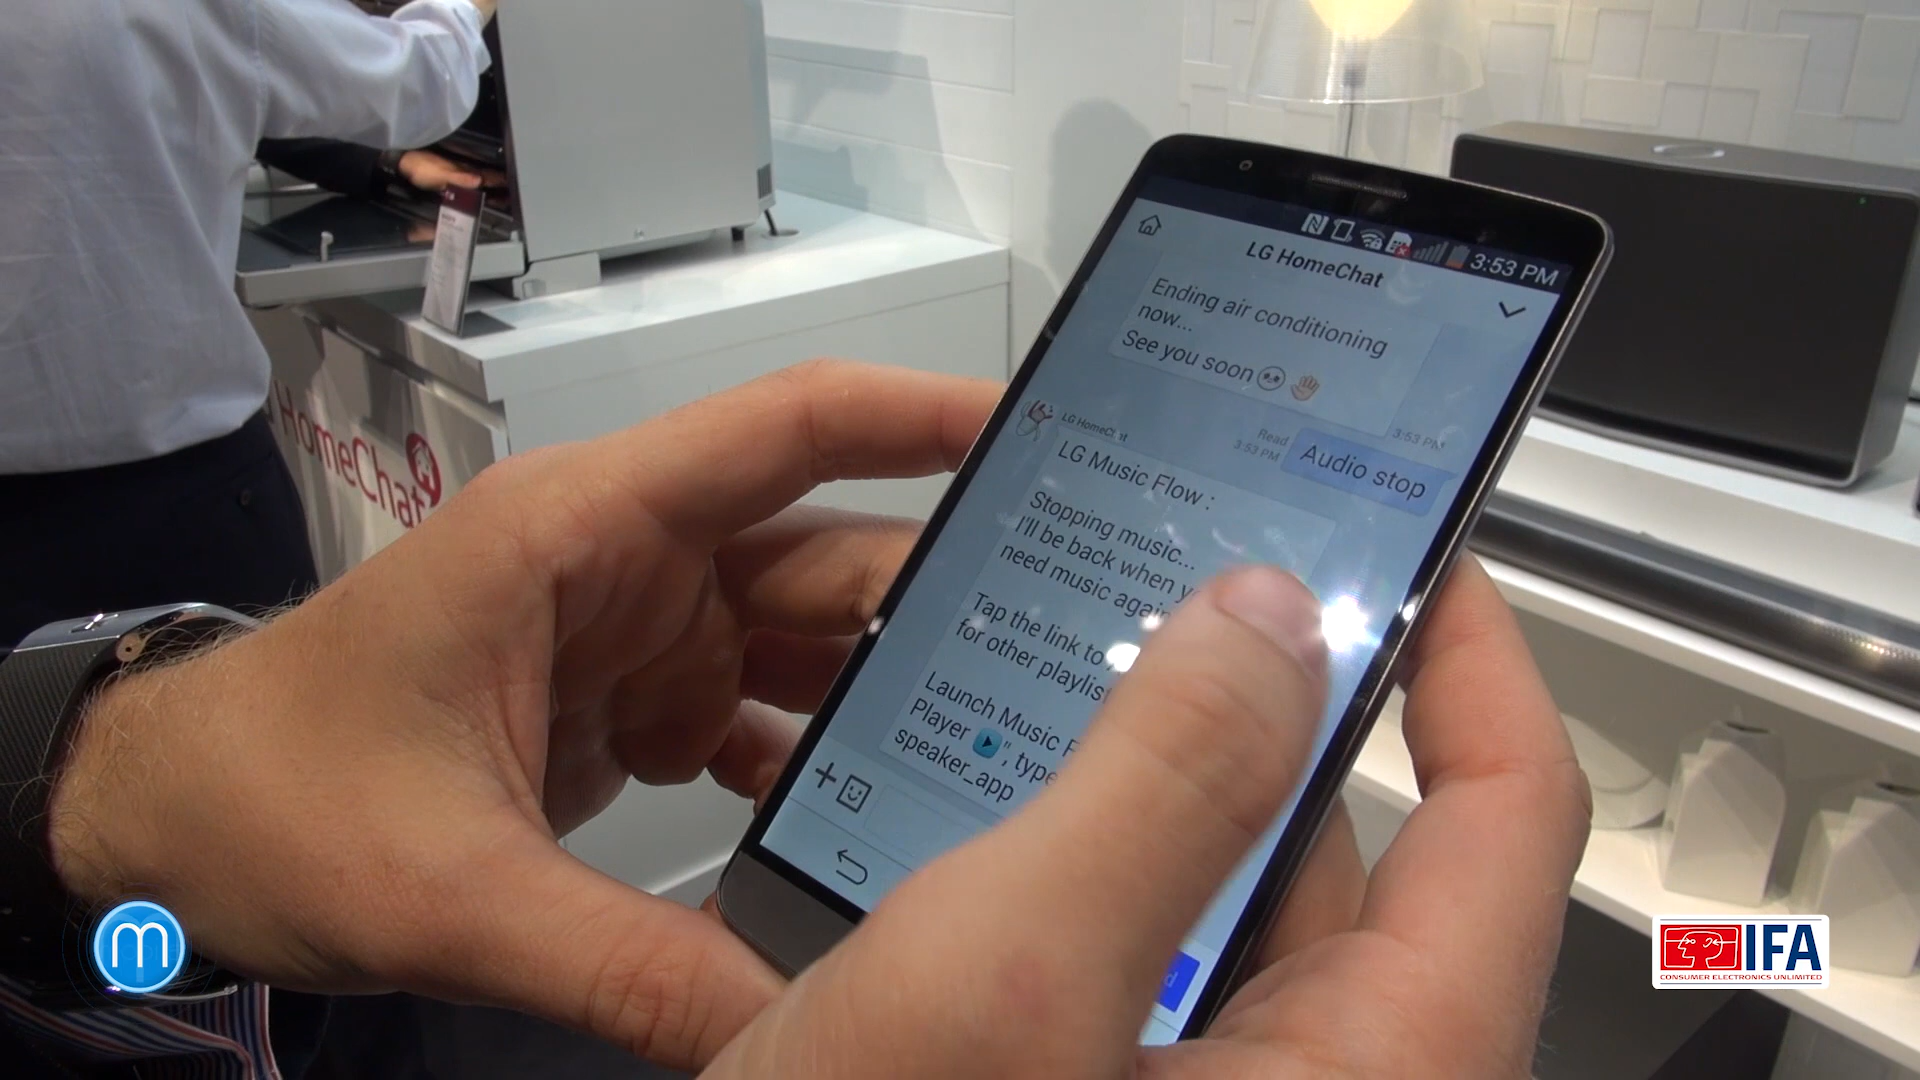 3:53 PM
LG HomeChat
Ending air conditioning
now...
See you soon
3:53 PM
Read
3:53 PM
Audio stop
LG HomeChat
LG Music Flow :
Stopping music...
I'll be back when
need music again
Tap the link to
for other playlist
Launch Music
Player ", type
speaker_app
HomeChat
m
IFA
CONSUMER ELECTRONICS UNLIMITED